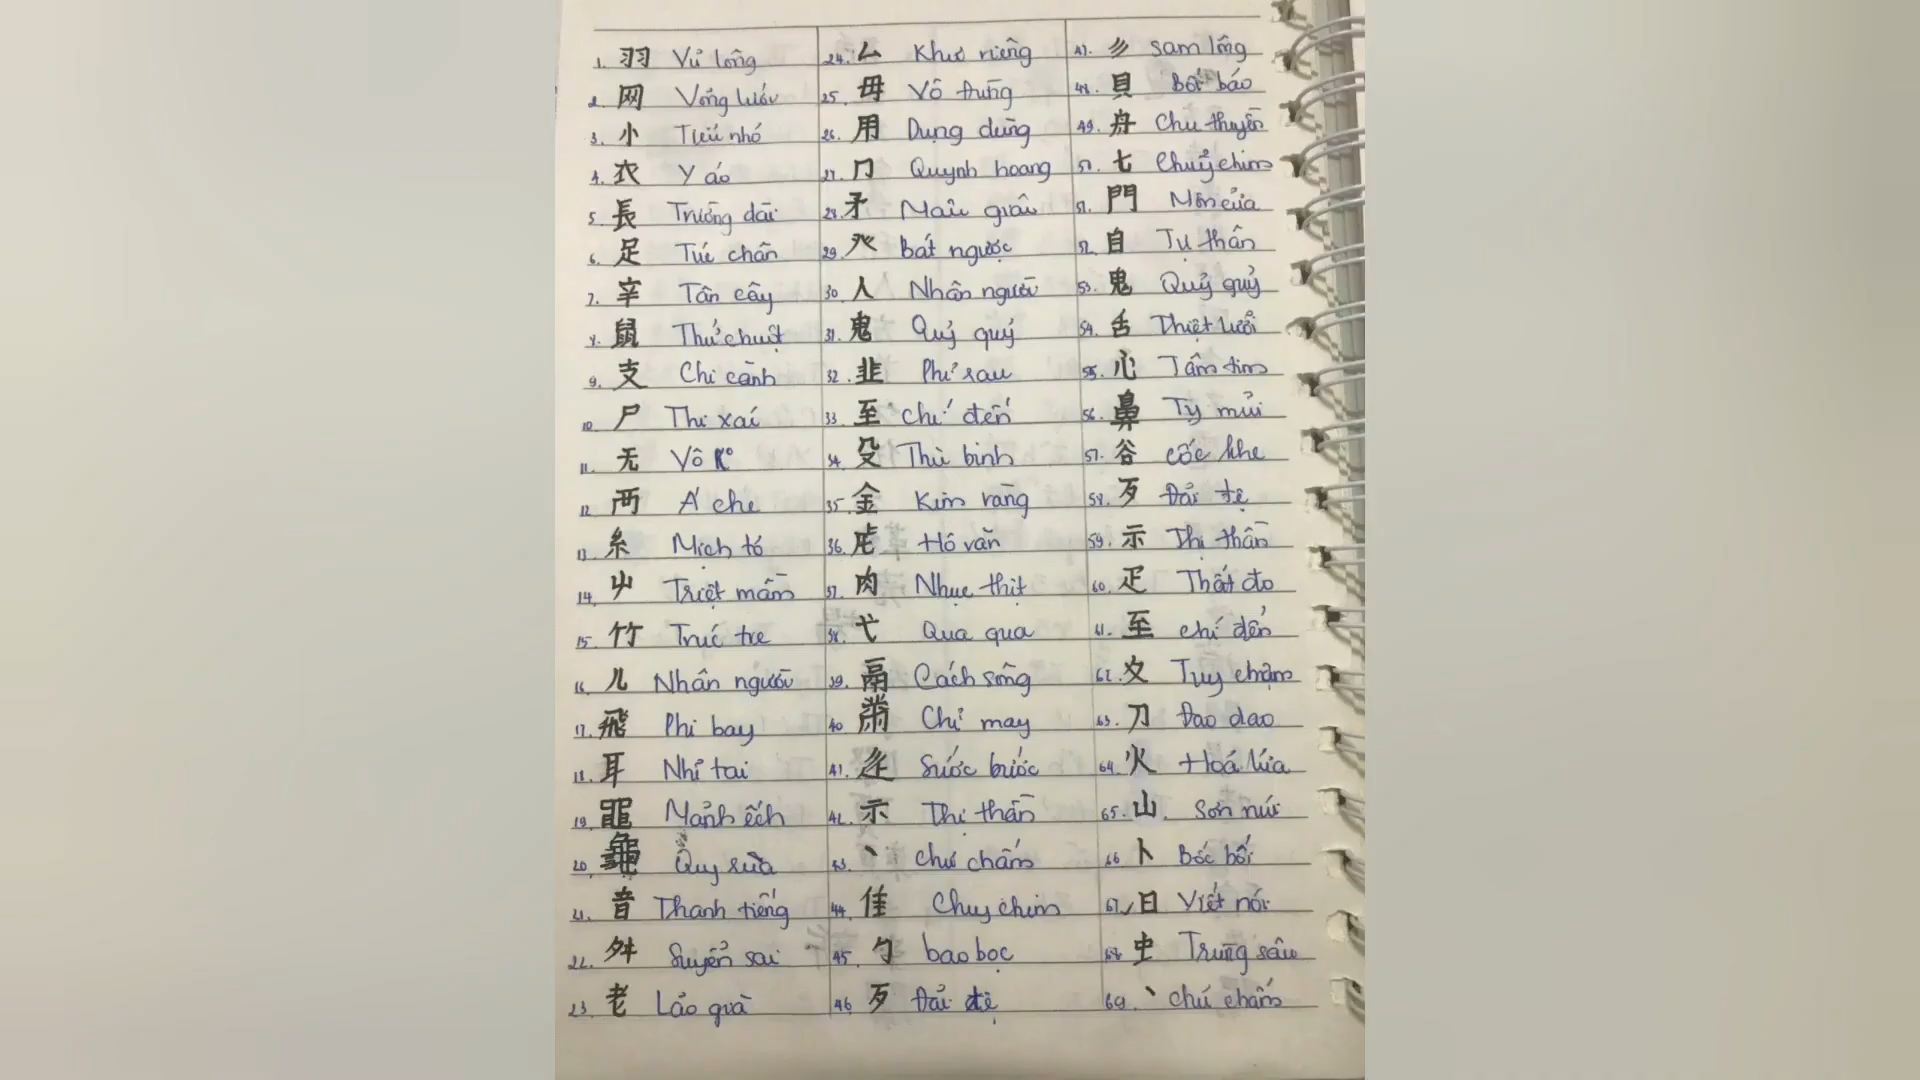 1. 羽 Vũ lông
2. 网 Võng lưới
3. 小 Tiểu nhỏ
4. 衣 Y áo
5. 長 Trường dài
6. 足 Túc chân
7. 辛 Tân cây
8. 鼠 Thử chuột
9. 支 Chi cành
10. 尸 Thi xác
11. 无 Vô K°
12. 襾 Á che
13. 糸 Mịch tơ
14. 屮 Triệt mầm
15. 竹 Trúc tre
16. 儿 Nhân người
17. 飛 Phi bay
18. 耳 Nhĩ tai
19. 黽 Mãnh ếch
20. 龜 Quy rùa
21. 音 Thanh tiếng
22. 舛 Suyễn sai
23. 老 Lão già
24. 厶 Khư riêng
25. 毋 Vô đừng
26. 用 Dụng dùng
27. 冂 Quynh hoang
28. 矛 Mâu giáo
29. 癶 bát ngược
30. 人 Nhân người
31. 鬼 Quỷ quỷ
32. 韭 Phỉ rau
33. 至 chí đến
34. 殳 Thù binh
35. 金 Kim vàng
36. 虍 Hô vằn
37. 肉 Nhục thịt
38. 弋 Qua qua
39. 鬲 Cách sông
40. 黹 Chỉ may
41. 辵 Sước bước
42. 示 Thị thần
43. 丶 chủ chấm
44. 隹 Chuy chim
45. 勹 bao bọc
46. 歹 Đãi tệ
47. 彡 sam lông
48. 貝 Bối báo
49. 舟 Chu thuyền
50. 匕 Chuỷ chim
51. 門 Môn cửa
52. 自 Tự thân
53. 鬼 Quỷ quỷ
54. 舌 Thiệt lưỡi
55. 心 Tâm tim
56. 鼻 Tỵ mũi
57. 谷 cốc khe
58. 歹 Đãi tệ
59. 示 Thị thần
60. 疋 Thất đo
61. 至 chí đến
62. 夊 Tuy chậm
63. 刀 Đao dao
64. 火 Hoả lửa
65. 山 Sơn núi
66. 卜 Bốc bói
67. 曰 Viết nói
68. 虫 Trùng sâu
69. 丶 chủ chấm